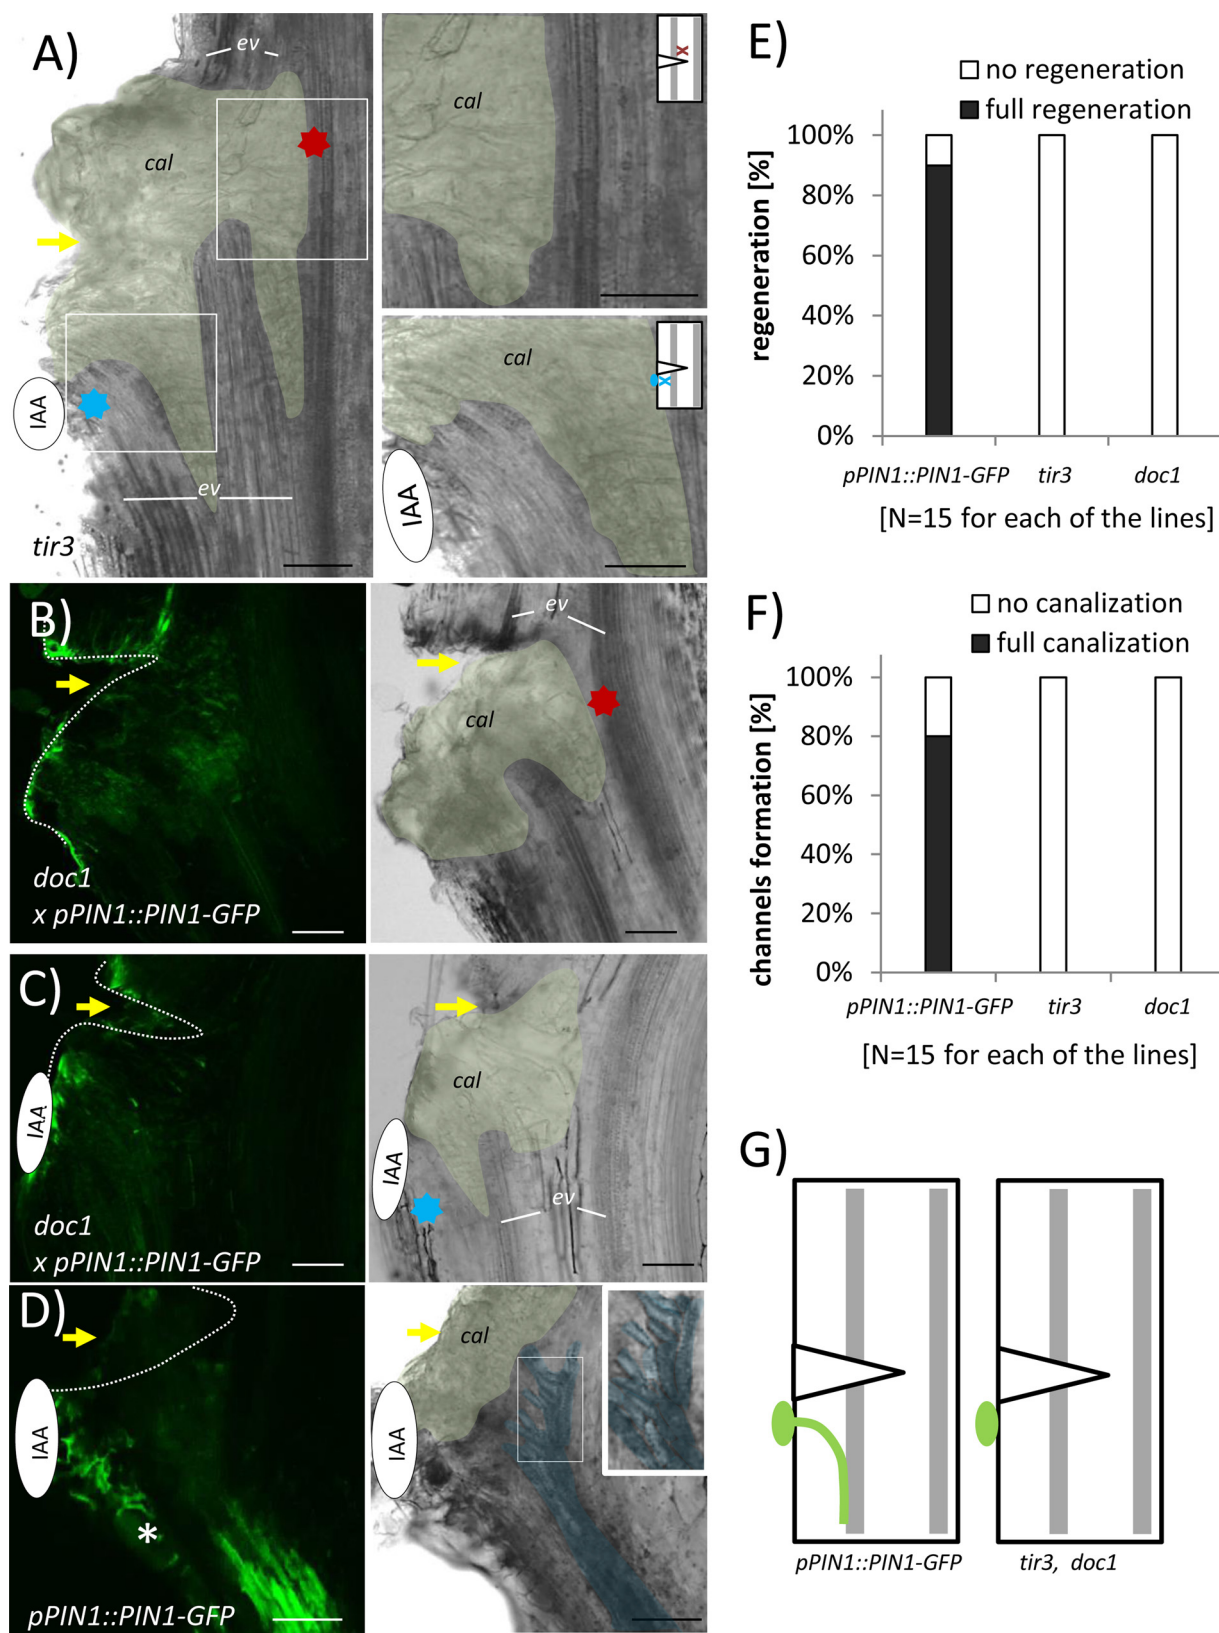 A)
ev
cal
IAA
ev
tir3
cal
x
cal
x
IAA
B)
doc1
x pPIN1::PIN1-GFP
ev
cal
C)
IAA
doc1
x pPIN1::PIN1-GFP
cal
IAA
ev
D)
IAA
*
pPIN1::PIN1-GFP
cal
IAA
E)
no regeneration
full regeneration
regeneration [%]
100%
80%
60%
40%
20%
0%
pPIN1::PIN1-GFP tir3 doc1
[N=15 for each of the lines]
F)
no canalization
full canalization
channels formation [%]
100%
80%
60%
40%
20%
0%
pPIN1::PIN1-GFP tir3 doc1
[N=15 for each of the lines]
G)
pPIN1::PIN1-GFP tir3, doc1